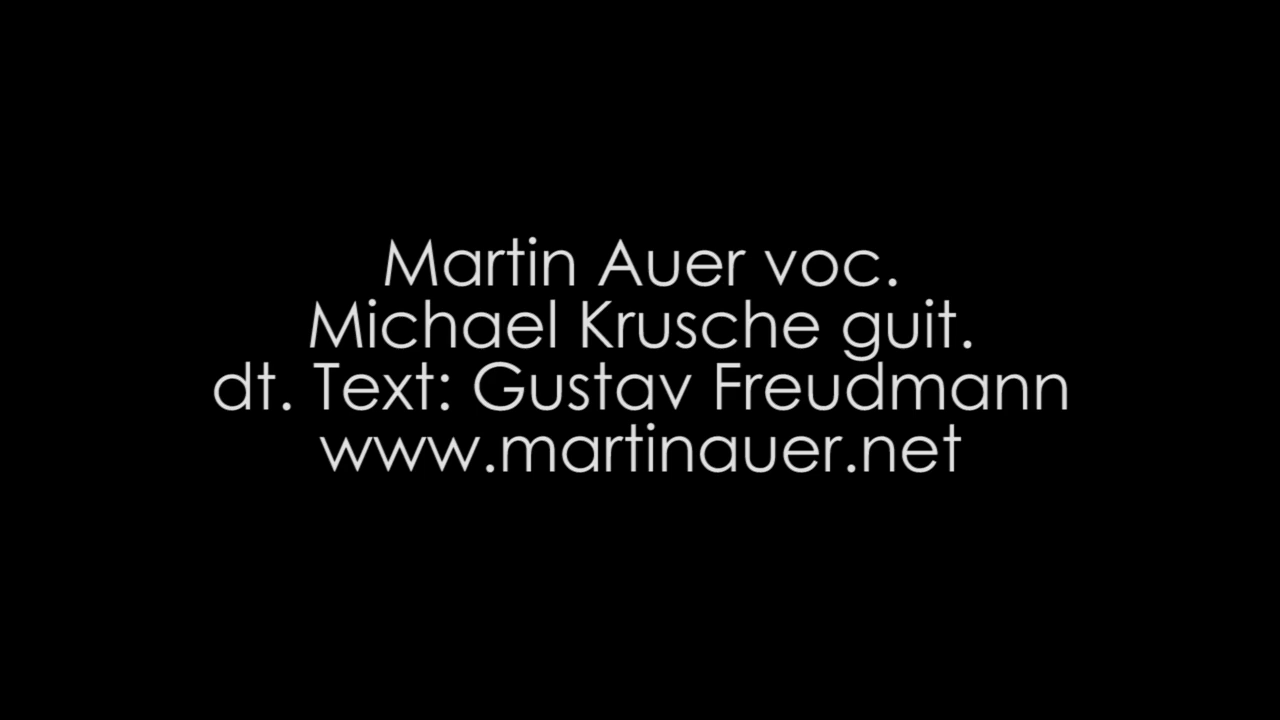 Martin Auer voc.
Michael Krusche guit.
dt. Text: Gustav Freudmann
www.martinauer.net